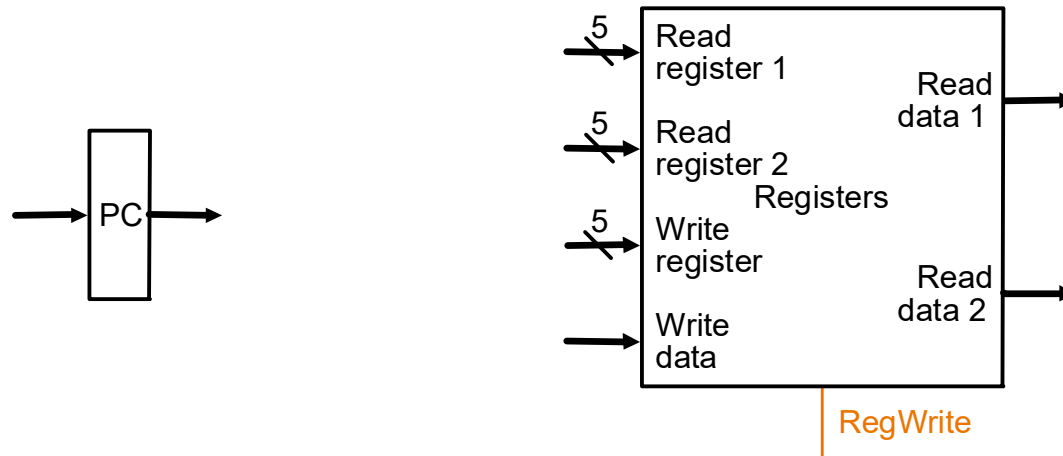 PC
5
Read
register 1
5
Read
register 2
5
Write
register
Write
data
Registers
Read
data 1
Read
data 2
RegWrite